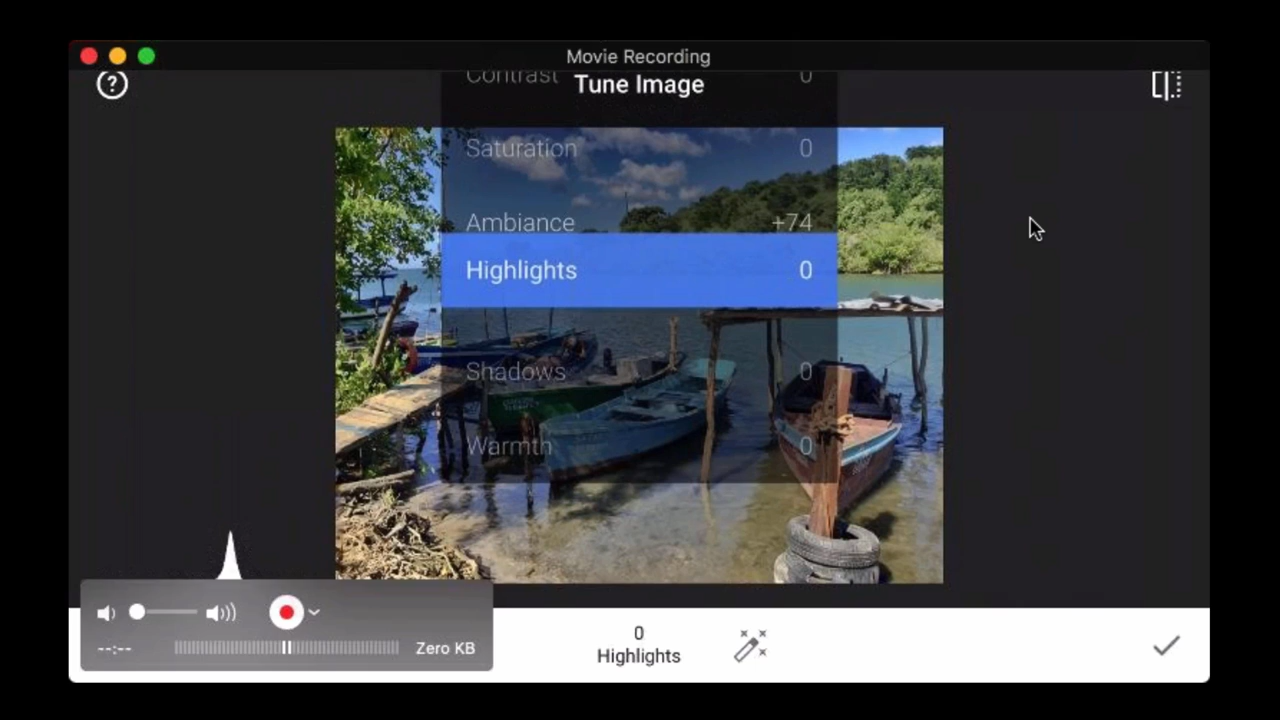 Movie Recording
Contrast 0
Tune Image
Saturation 0
Ambiance +74
Highlights 0
Shadows 0
Warmth 0
--:--
Zero KB
0
Highlights